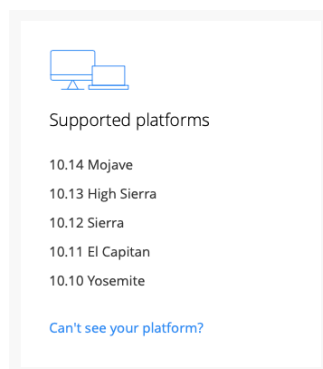 Supported platforms
10.14 Mojave
10.13 High Sierra
10.12 Sierra
10.11 El Capitan
10.10 Yosemite
Can't see your platform?